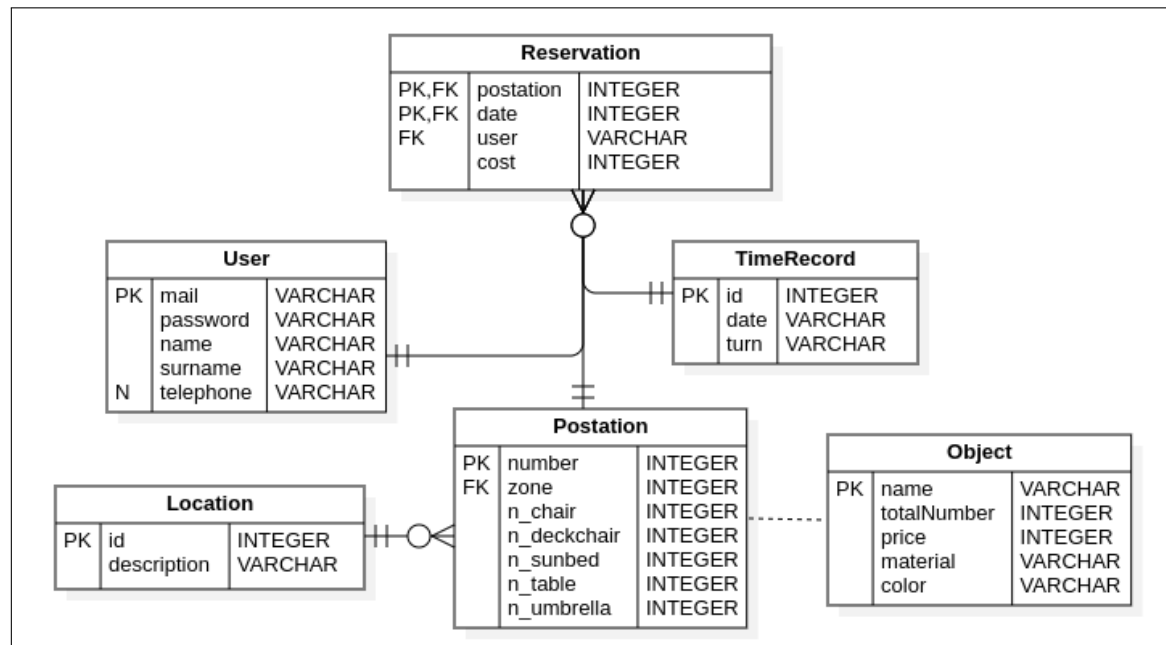 Reservation
PK,FK postation INTEGER
PK,FK date INTEGER
FK user VARCHAR
cost INTEGER
User
PK mail VARCHAR
password VARCHAR
name VARCHAR
surname VARCHAR
N telephone VARCHAR
TimeRecord
PK id INTEGER
date VARCHAR
turn VARCHAR
Postation
PK number INTEGER
FK zone INTEGER
n_chair INTEGER
n_deckchair INTEGER
n_sunbed INTEGER
n_table INTEGER
n_umbrella INTEGER
Location
PK id INTEGER
description VARCHAR
Object
PK name VARCHAR
totalNumber INTEGER
price INTEGER
material VARCHAR
color VARCHAR